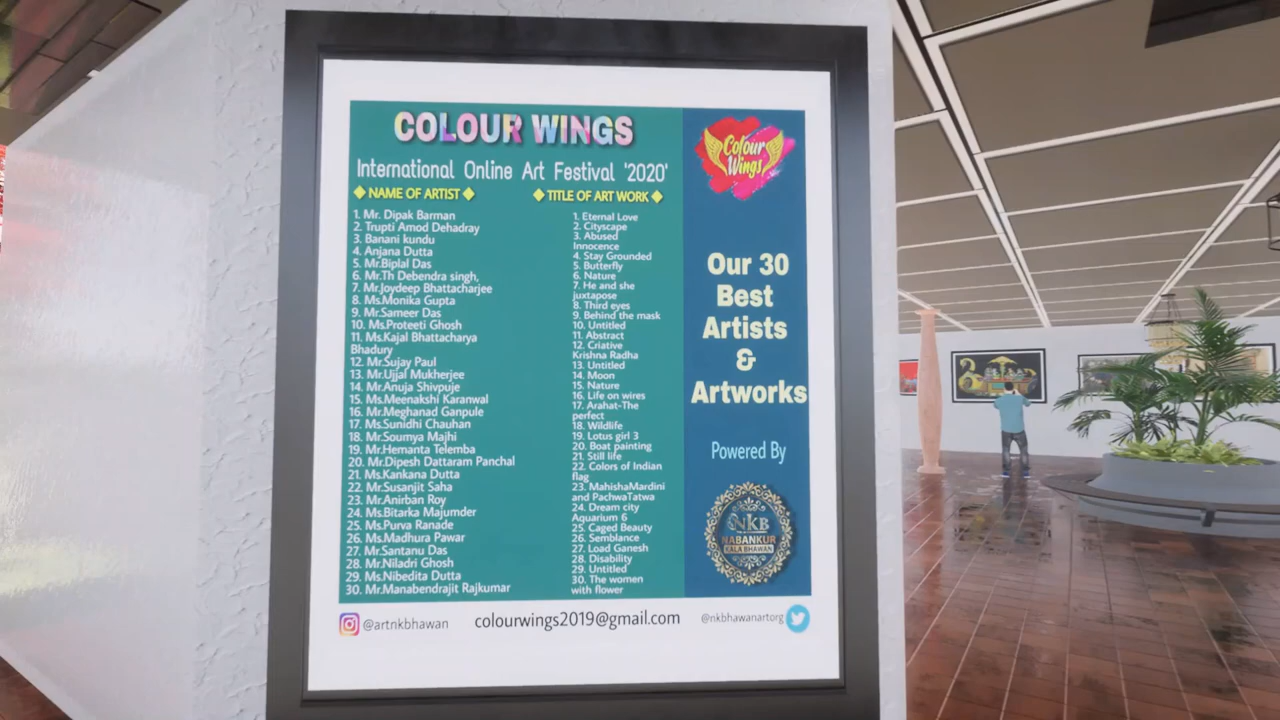 COLOUR WINGS
International Online Art Festival '2020'
NAME OF ARTIST
1. Mr. Dipak Barman
2. Trupti Amod Dehadray
3. Banani kundu
4. Anjana Dutta
5. Mr.Biplal Das
6. Mr.Th Debendra singh,
7. Mr.Joydeep Bhattacharjee
8. Ms.Monika Gupta
9. Mr.Sameer Das
10. Ms.Proteeti Ghosh
11. Ms.Kajal Bhattacharya
Bhadury
12. Mr.Sujay Paul
13. Mr.Ujjal Mukherjee
14. Mr.Anuja Shivpuje
15. Ms.Meenakshi Karanwal
16. Mr.Meghanad Ganpule
17. Ms.Sunidhi Chauhan
18. Mr.Soumya Majhi
19. Mr.Hemanta Telemba
20. Mr.Dipesh Dattaram Panchal
21. Ms.Kankana Dutta
22. Mr.Susanjit Saha
23. Mr.Anirban Roy
24. Ms.Bitarka Majumder
25. Ms.Purva Ranade
26. Ms.Madhura Pawar
27. Mr.Santanu Das
28. Mr.Niladri Ghosh
29. Ms.Nibedita Dutta
30. Mr.Manabendrajit Rajkumar
TITLE OF ART WORK
1. Eternal Love
2. Cityscape
3. Abused
Innocence
4. Stay Grounded
5. Butterfly
6. Nature
7. He and she
juxtapose
8. Third eyes
9. Behind the mask
10. Untitled
11. Abstract
12. Criative
Krishna Radha
13. Untitled
14. Moon
15. Nature
16. Life on wires
17. Arahat-The
perfect
18. Wildlife
19. Lotus girl 3
20. Boat painting
21. Still life
22. Colors of Indian
flag
23. MahishaMardini
and PachwaTatwa
24. Dream city
Aquarium 6
25. Caged Beauty
26. Semblance
27. Load Ganesh
28. Disability
29. Untitled
30. The women
with flower
Colour
Wings
Our 30
Best
Artists
&
Artworks
Powered By
NKB
NABANKUR
KALA BHAWAN
@artnkbhawan
colourwings2019@gmail.com
@nkbhawanartorg